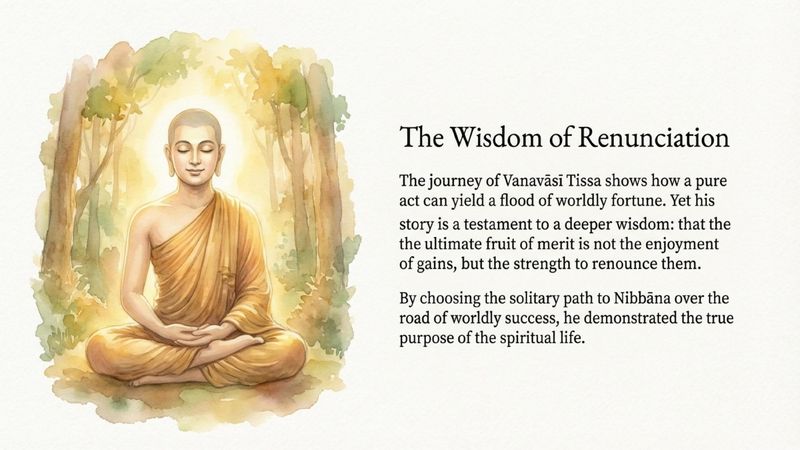 The Wisdom of Renunciation
The journey of Vanavāsī Tissa shows how a pure
act can yield a flood of worldly fortune. Yet his
story is a testament to a deeper wisdom: that the
the ultimate fruit of merit is not the enjoyment
of gains, but the strength to renounce them.
By choosing the solitary path to Nibbāna over the
road of worldly success, he demonstrated the true
purpose of the spiritual life.